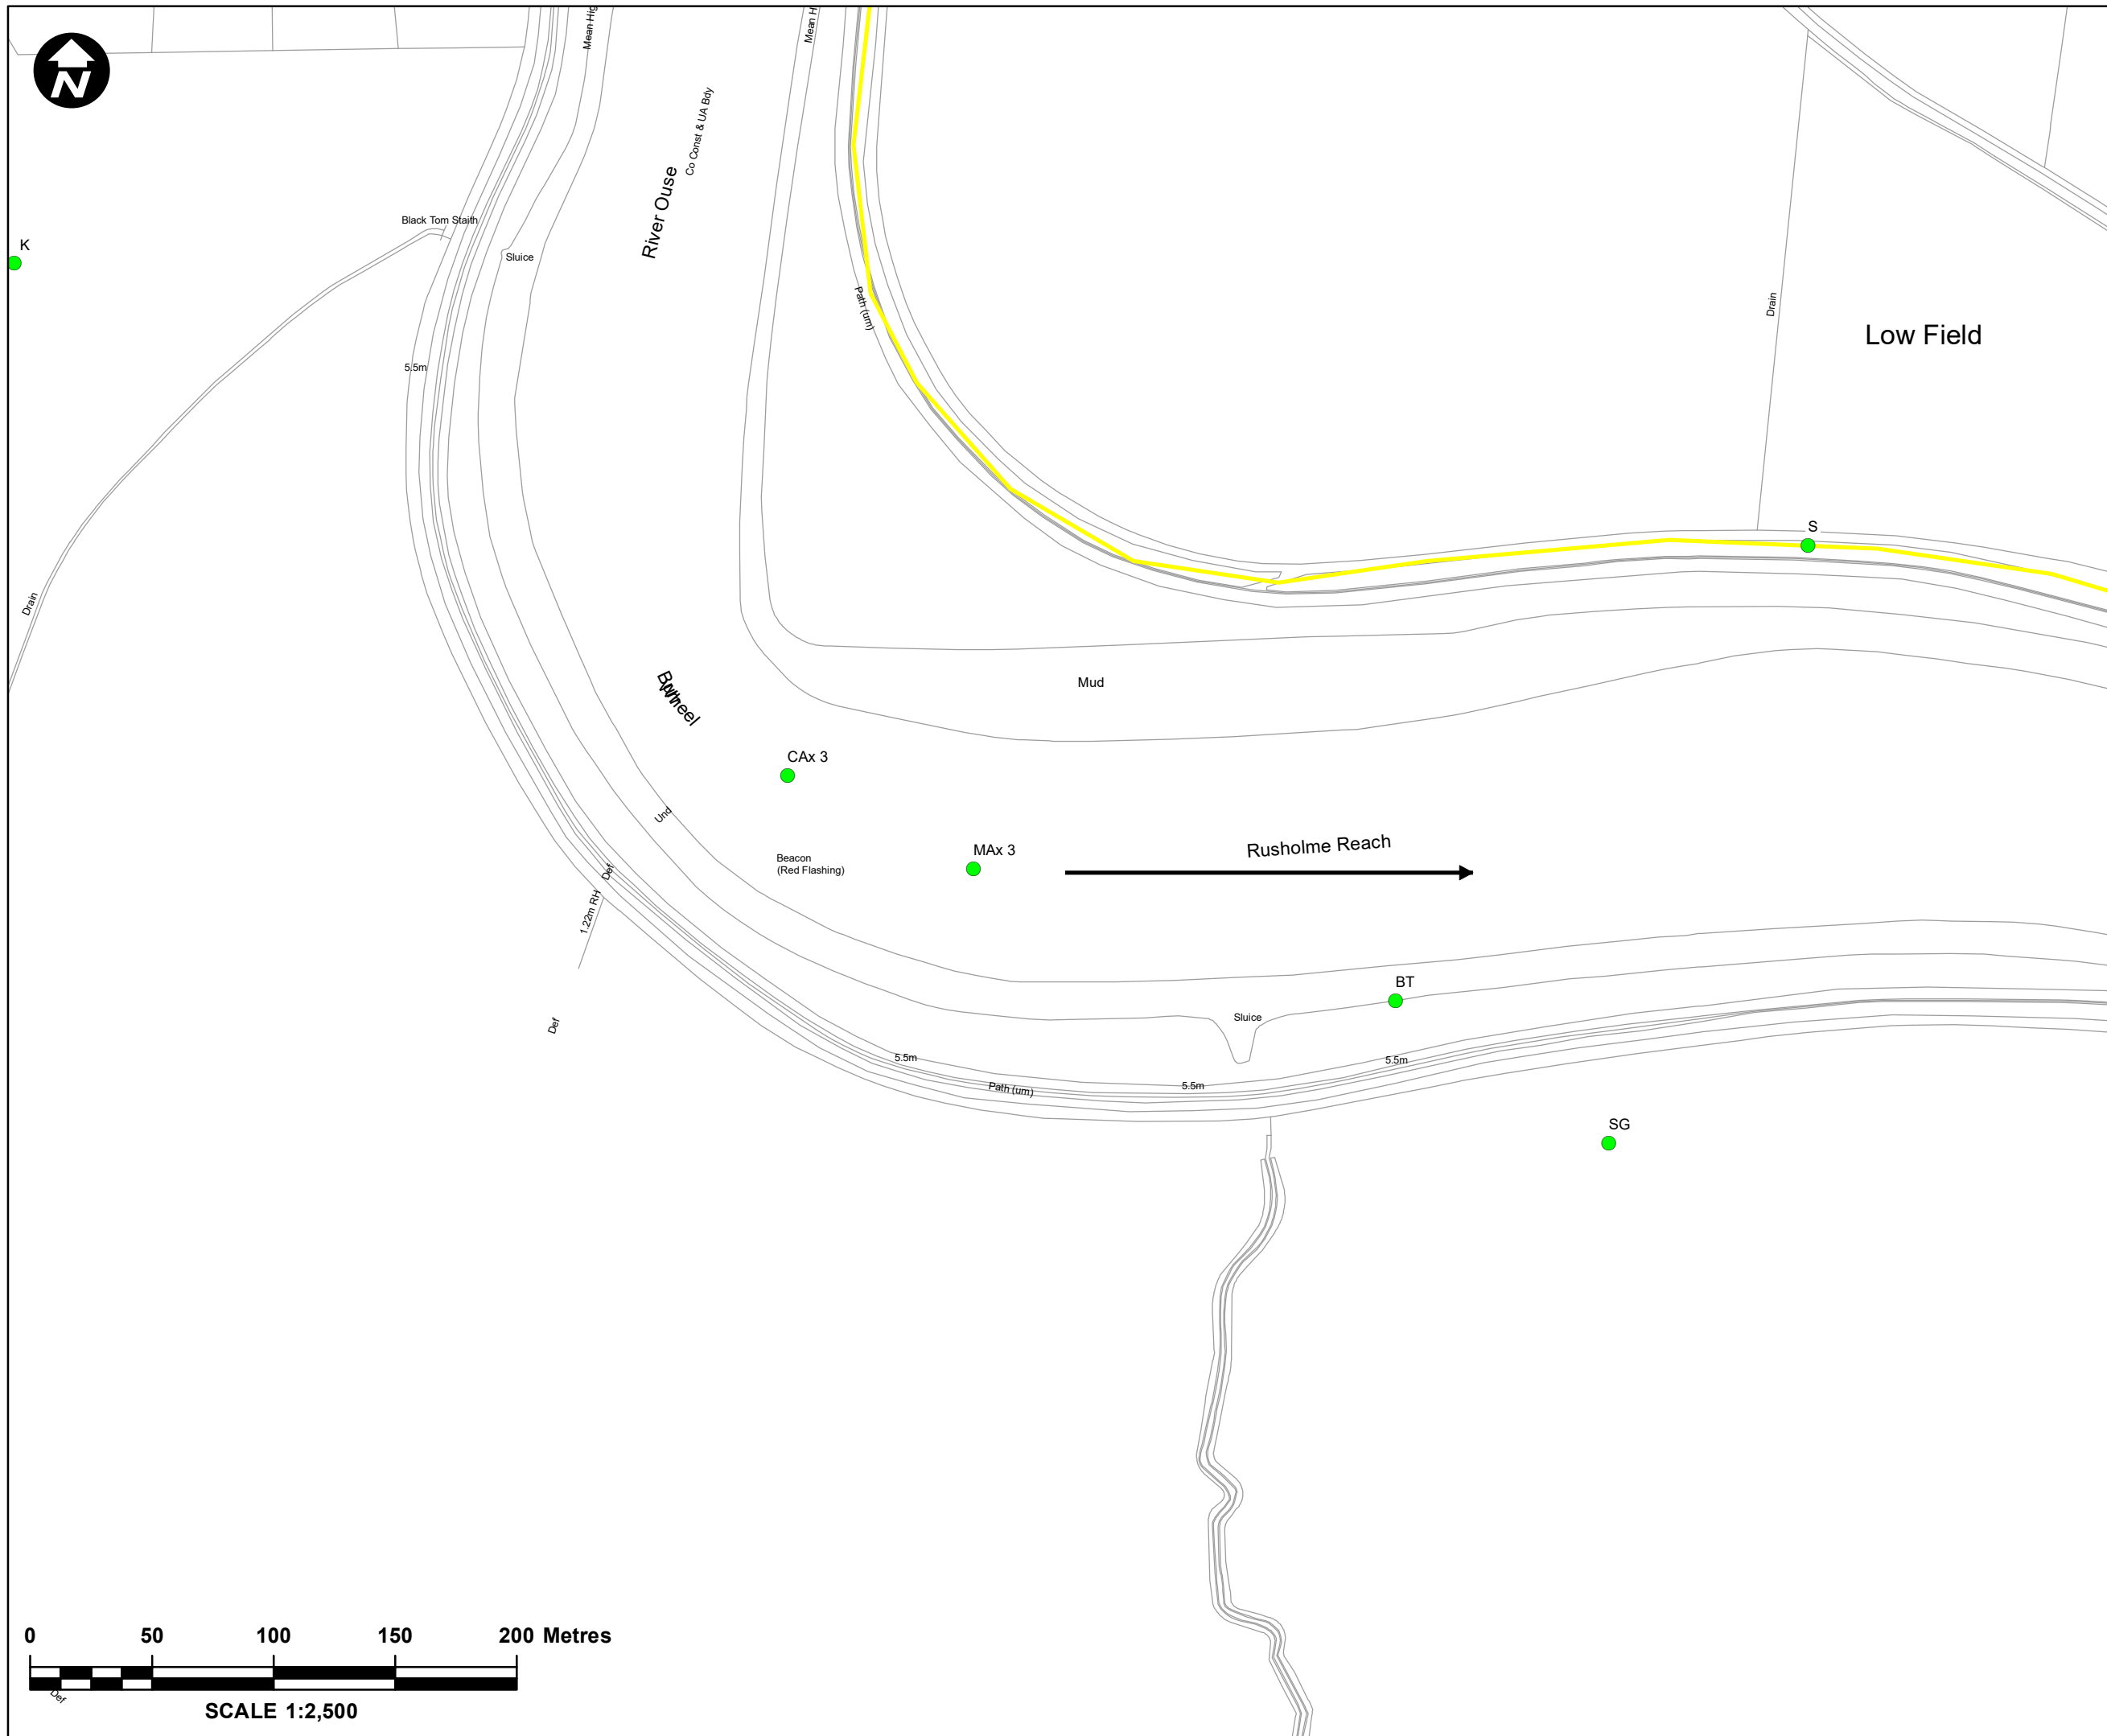 N
Mean Hig
Mean H
Co Const & UA Bdy
River Ouse
Black Tom Staith
K
Sluice
Path (um)
Drain
Low Field
5.5m
S
Drain
Mud
Wheel
CAx 3
Und
Beacon
(Red Flashing)
MAx 3
Rusholme Reach
Def
1.22m RH
BT
Sluice
Def
5.5m
5.5m
5.5m
Path (um)
SG
0 50 100 150 200 Metres
Def
SCALE 1:2,500